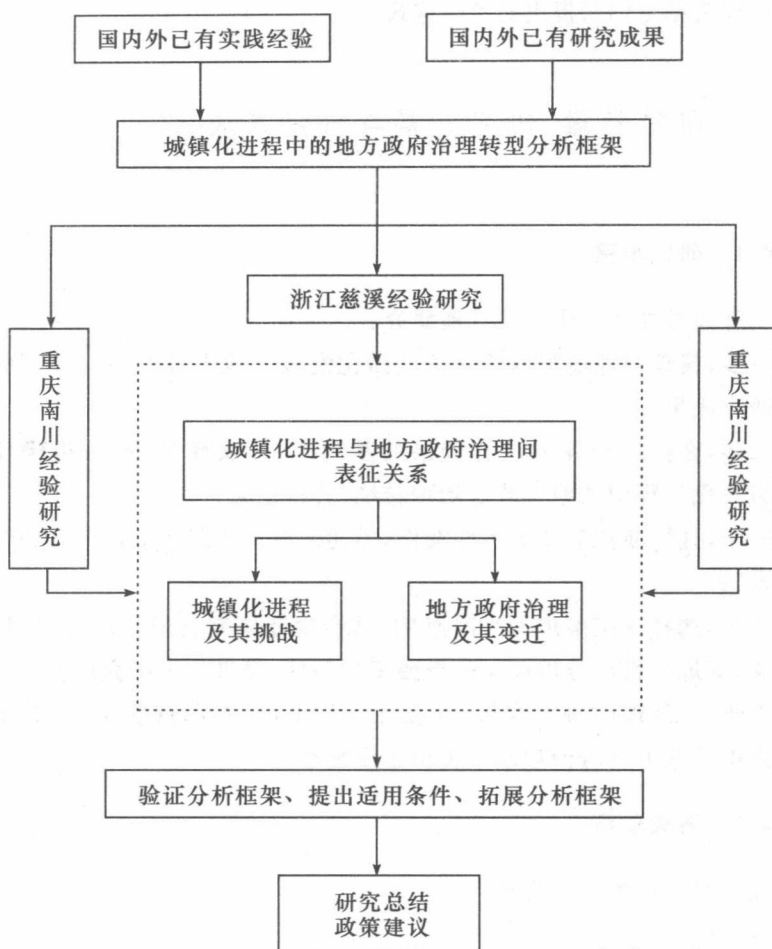 国内外已有实践经验
国内外已有研究成果
城镇化进程中的地方政府治理转型分析框架
浙江慈溪经验研究
重庆南川经验研究
城镇化进程与地方政府治理间
表征关系
城镇化进程
及其挑战
地方政府治理
及其变迁
重庆南川经验研究
验证分析框架、提出适用条件、拓展分析框架
研究总结
政策建议